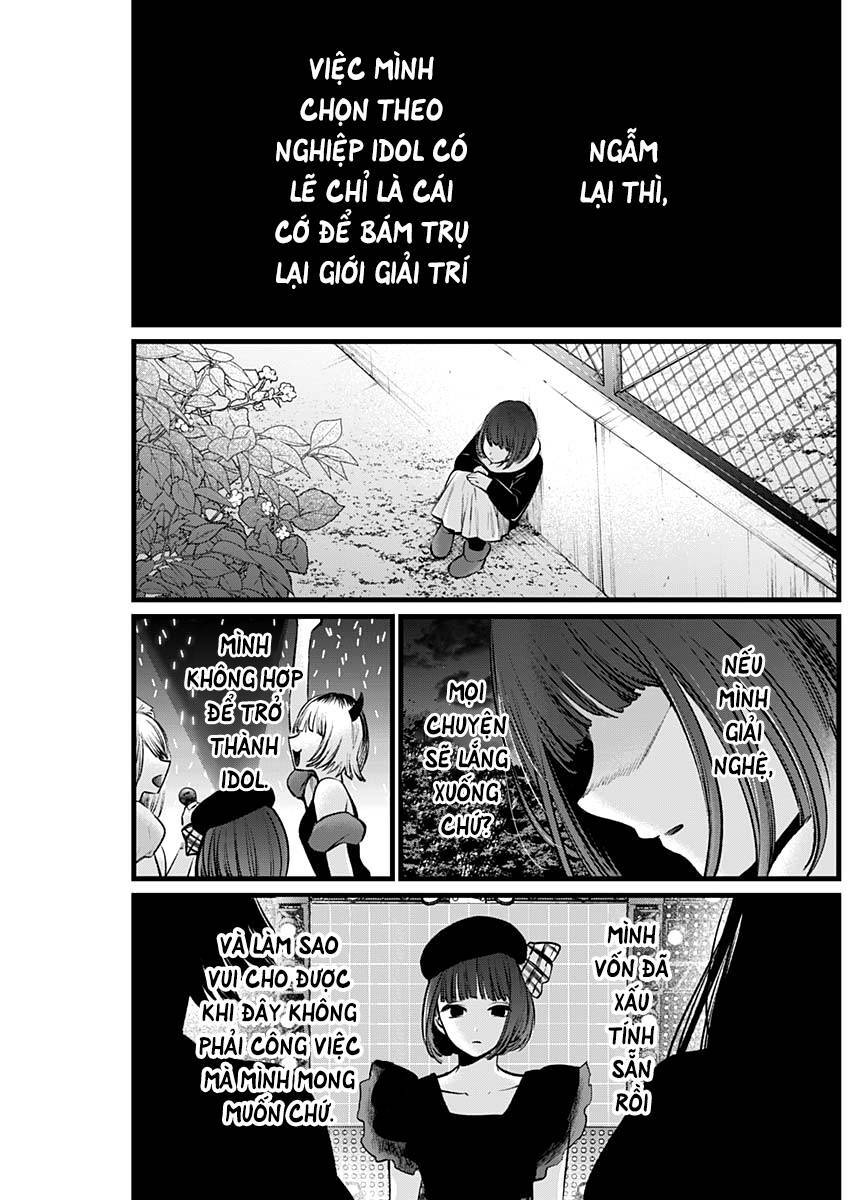 NGẪM
LẠI THÌ,
VIỆC MÌNH
CHỌN THEO
NGHIỆP IDOL CÓ
LẼ CHỈ LÀ CÁI
CỚ ĐỂ BÁM TRỤ
LẠI GIỚI GIẢI TRÍ
NẾU
MÌNH
GIẢI
NGHỆ,
MỌI
CHUYỆN
SẼ LẮNG
XUỐNG
CHỨ?
MÌNH
KHÔNG HỢP
ĐỂ TRỞ
THÀNH
IDOL.
MÌNH
VỐN ĐÃ
XẤU
TÍNH
SẴN
RỒI
VÀ LÀM SAO
VUI CHO ĐƯỢC
KHI ĐÂY KHÔNG
PHẢI CÔNG VIỆC
MÀ MÌNH MONG
MUỐN CHỨ.